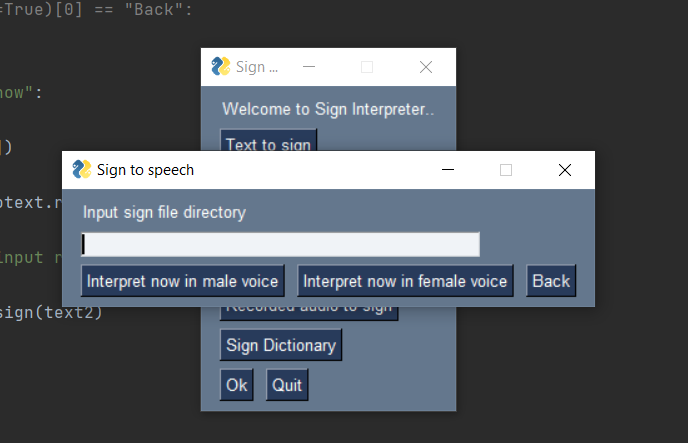 =True)[0] == "Back":
Sign ...
now":
Welcome to Sign Interpreter..
Text to sign
])
Sign to speech
Input sign file directory
Interpret now in male voice Interpret now in female voice Back
Recorded audio to sign
sign(text2)
Sign Dictionary
Ok Quit